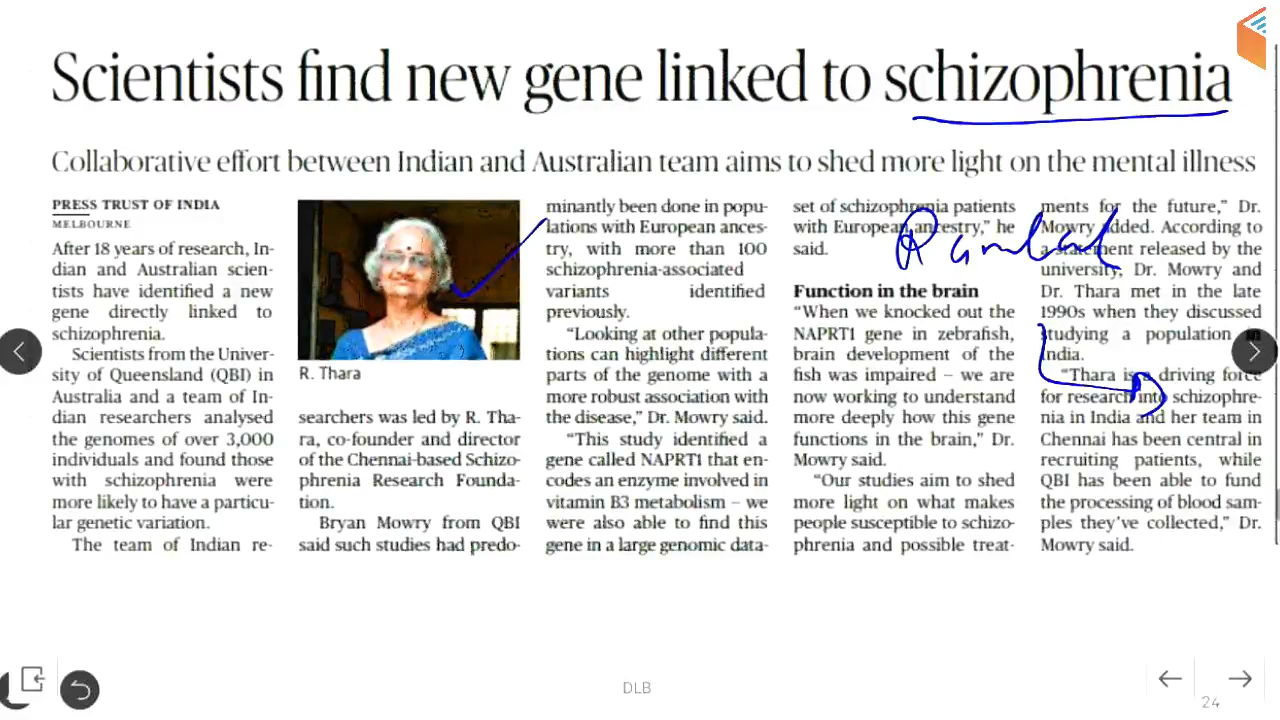 Scientists find new gene linked to schizophrenia
Collaborative effort between Indian and Australian team aims to shed more light on the mental illness
PRESS TRUST OF INDIA
MELBOURNE
After 18 years of research, In-
dian and Australian scien-
tists have identified a new
gene directly linked to
schizophrenia.
Scientists from the Univer-
sity of Queensland (QBI) in
Australia and a team of In-
dian researchers analysed
the genomes of over 3,000
individuals and found those
with schizophrenia were
more likely to have a particu-
lar genetic variation.
The team of Indian re-
R. Thara
searchers was led by R. Tha-
ra, co-founder and director
of the Chennai-based Schizo-
phrenia Research Founda-
tion.
Bryan Mowry from QBI
said such studies had predo-
minantly been done in popu-
lations with European ances-
try, with more than 100
schizophrenia-associated
variants identified
previously.
"Looking at other popula-
tions can highlight different
parts of the genome with a
more robust association with
the disease," Dr. Mowry said.
"This study identified a
gene called NAPRT1 that en-
codes an enzyme involved in
vitamin B3 metabolism – we
were also able to find this
gene in a large genomic data-
set of schizophrenia patients
with European ancestry," he
said.
Function in the brain
"When we knocked out the
NAPRT1 gene in zebrafish,
brain development of the
fish was impaired – we are
now working to understand
more deeply how this gene
functions in the brain," Dr.
Mowry said.
"Our studies aim to shed
more light on what makes
people susceptible to schizo-
phrenia and possible treat-
ments for the future," Dr.
Mowry added. According to
a statement released by the
university, Dr. Mowry and
Dr. Thara met in the late
1990s when they discussed
studying a population in
India.
"Thara is a driving force
for research into schizophre-
nia in India and her team in
Chennai has been central in
recruiting patients, while
QBI has been able to fund
the processing of blood sam-
ples they've collected," Dr.
Mowry said.
DLB
24